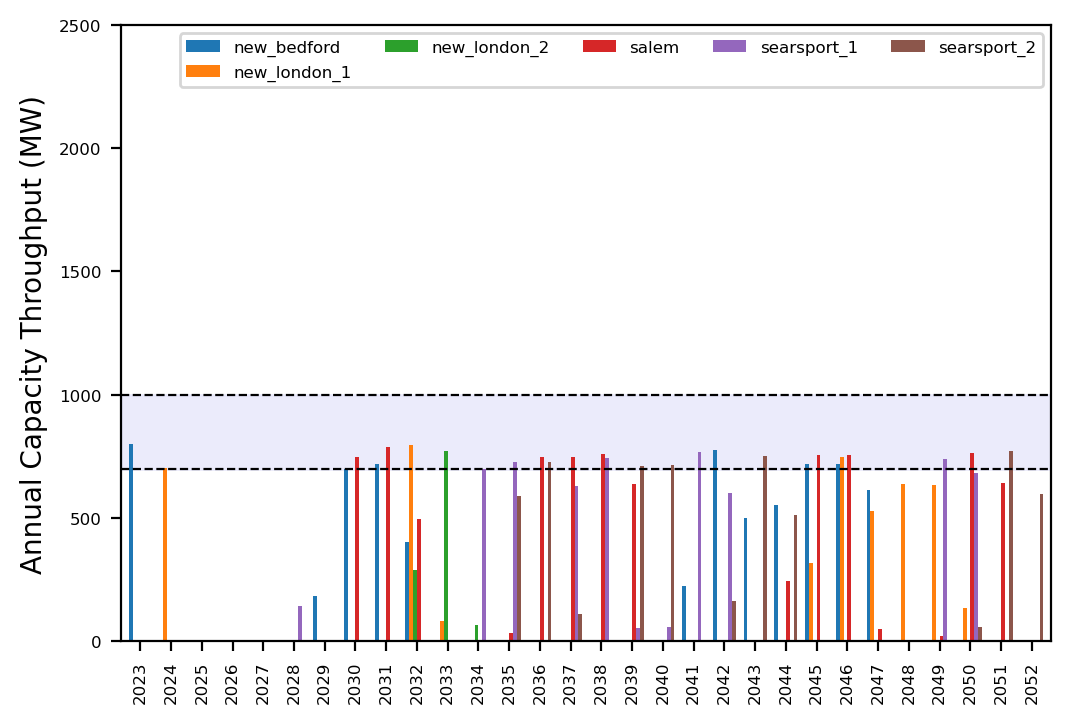 2500
2000
1500
1000
500
0
Annual Capacity Throughput (MW)
new_bedford new_london_2 salem searsport_1 searsport_2
new_london_1
2023 2024 2025 2026 2027 2028 2029 2030 2031 2032 2033 2034 2035 2036 2037 2038 2039 2040 2041 2042 2043 2044 2045 2046 2047 2048 2049 2050 2051 2052